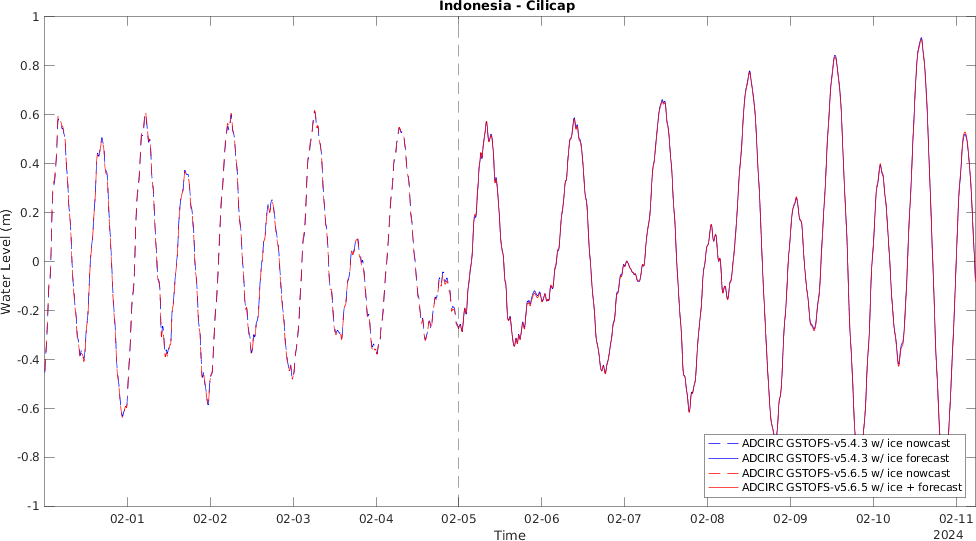 Indonesia - Cilicap
1
0.8
0.6
0.4
0.2
0
-0.2
-0.4
-0.6
-0.8
-1
Water Level (m)
ADCIRC GSTOFS-v5.4.3 w/ ice nowcast
ADCIRC GSTOFS-v5.4.3 w/ ice forecast
ADCIRC GSTOFS-v5.6.5 w/ ice nowcast
ADCIRC GSTOFS-v5.6.5 w/ ice + forecast
02-01 02-02 02-03 02-04 02-05 02-06 02-07 02-08 02-09 02-10 02-11
Time 2024